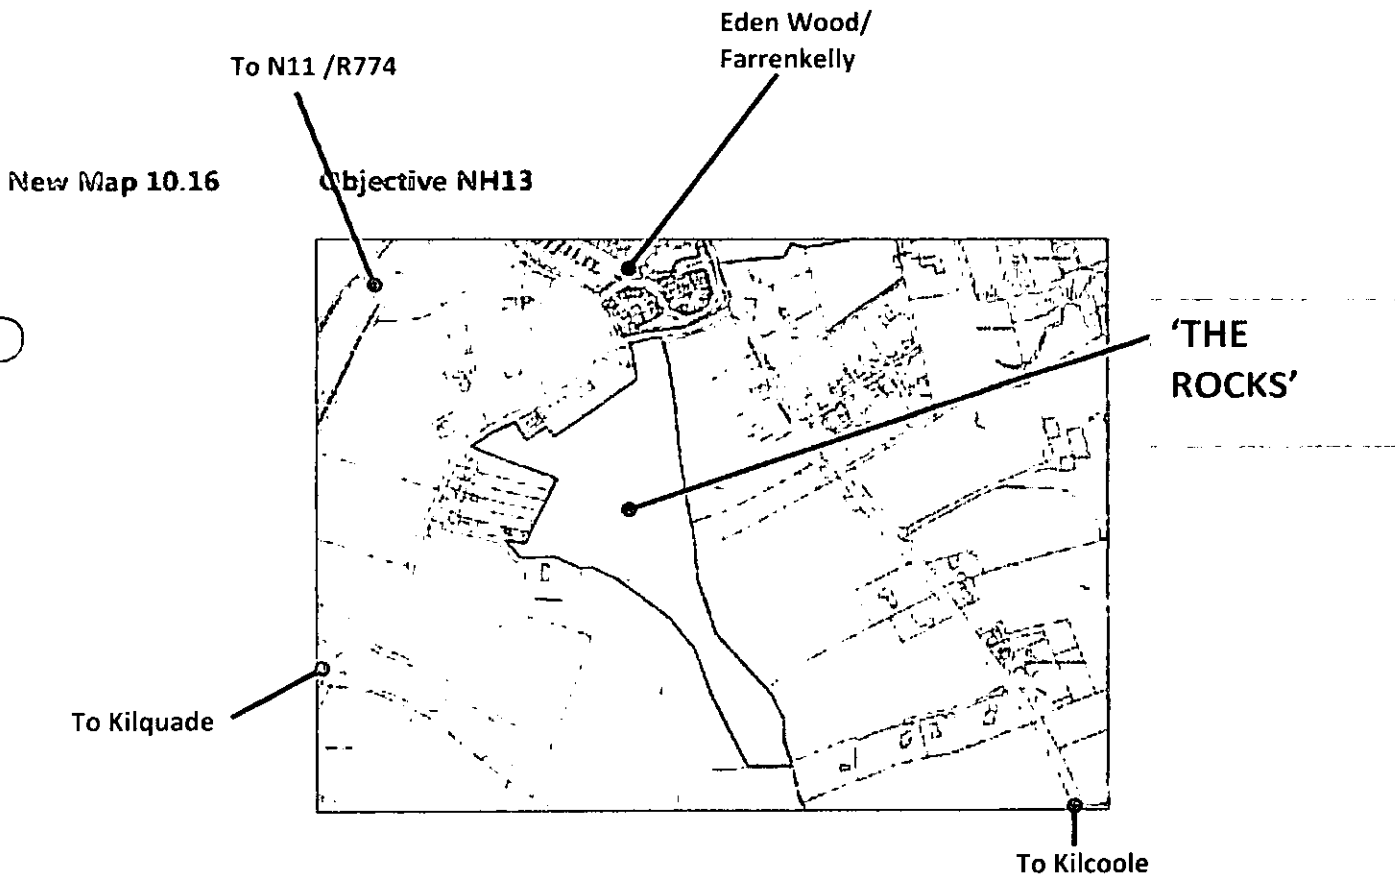 Eden Wood/
Farrenkelly
To N11 /R774
New Map 10.16 Objective NH13
‘THE
ROCKS’
To Kilquade
To Kilcoole